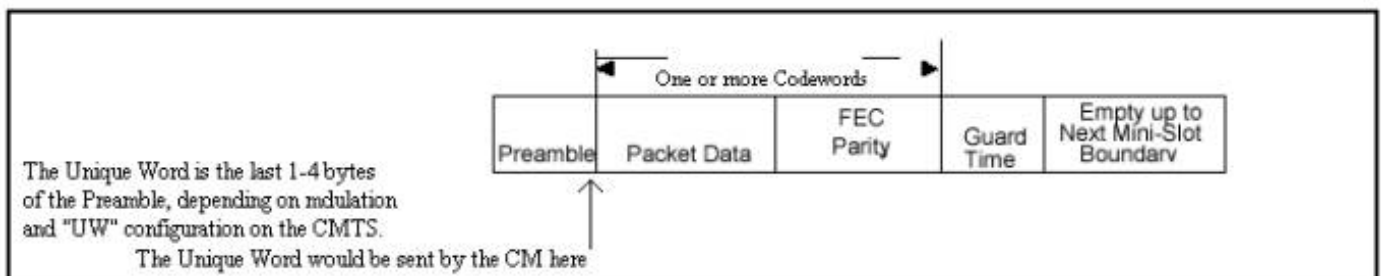 One or more Codewords
Preamble
Packet Data
FEC
Parity
Guard
Time
Empty up to
Next Mini-Slot
Boundary
The Unique Word is the last 1-4 bytes
of the Preamble, depending on mdulation
and "UW" configuration on the CMTS.
The Unique Word would be sent by the CM here